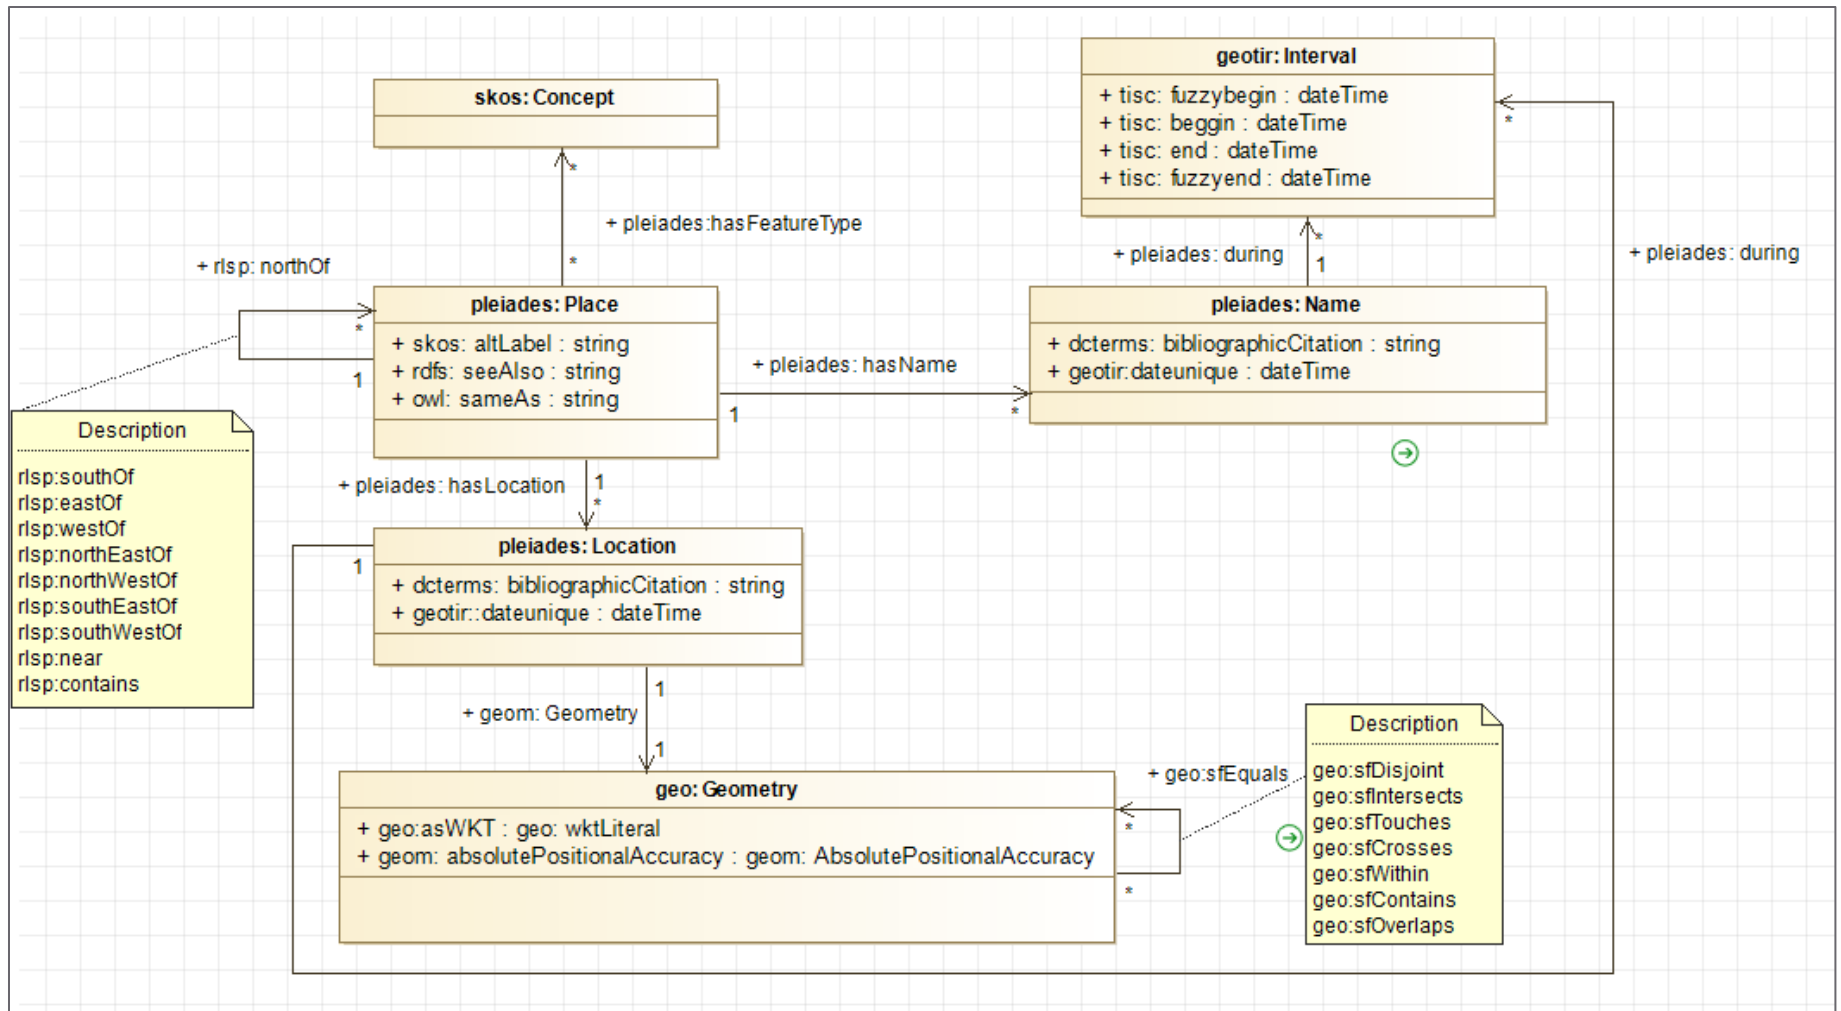 skos: Concept
*
+ pleiades:hasFeatureType
*
geotir: Interval
+ tisc: fuzzybegin : dateTime
+ tisc: beggin : dateTime
+ tisc: end : dateTime
+ tisc: fuzzyend : dateTime
*
*
+ pleiades: during
1
+ pleiades: during
+ rlsp: northOf
*
1
pleiades: Place
+ skos: altLabel : string
+ rdfs: seeAlso : string
+ owl: sameAs : string
+ pleiades: hasName
1
*
pleiades: Name
+ dcterms: bibliographicCitation : string
+ geotir:dateunique : dateTime
Description
rlsp:southOf
rlsp:eastOf
rlsp:westOf
rlsp:northEastOf
rlsp:northWestOf
rlsp:southEastOf
rlsp:southWestOf
rlsp:near
rlsp:contains
+ pleiades: hasLocation
1
*
pleiades: Location
+ dcterms: bibliographicCitation : string
+ geotir::dateunique : dateTime
1
1
+ geom: Geometry
1
geo: Geometry
+ geo:asWKT : geo: wktLiteral
+ geom: absolutePositionalAccuracy : geom: AbsolutePositionalAccuracy
+ geo:sfEquals
*
*
Description
geo:sfDisjoint
geo:sfIntersects
geo:sfTouches
geo:sfCrosses
geo:sfWithin
geo:sfContains
geo:sfOverlaps